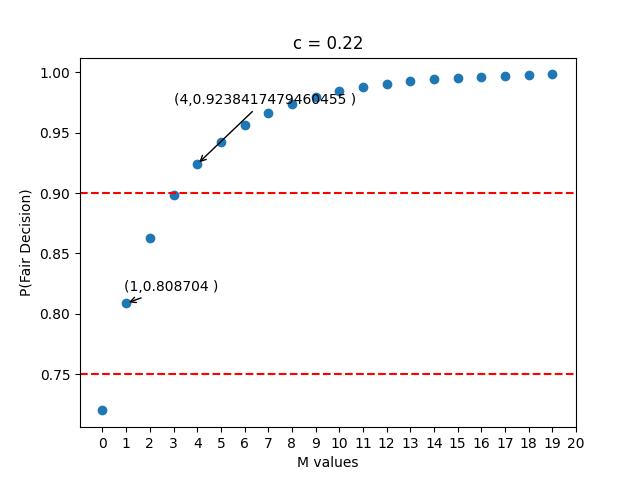 c = 0.22
1.00
0.95
0.90
0.85
0.80
0.75
P(Fair Decision)
(4,0.9238417479460455 )
(1,0.808704 )
0 1 2 3 4 5 6 7 8 9 10 11 12 13 14 15 16 17 18 19 20
M values